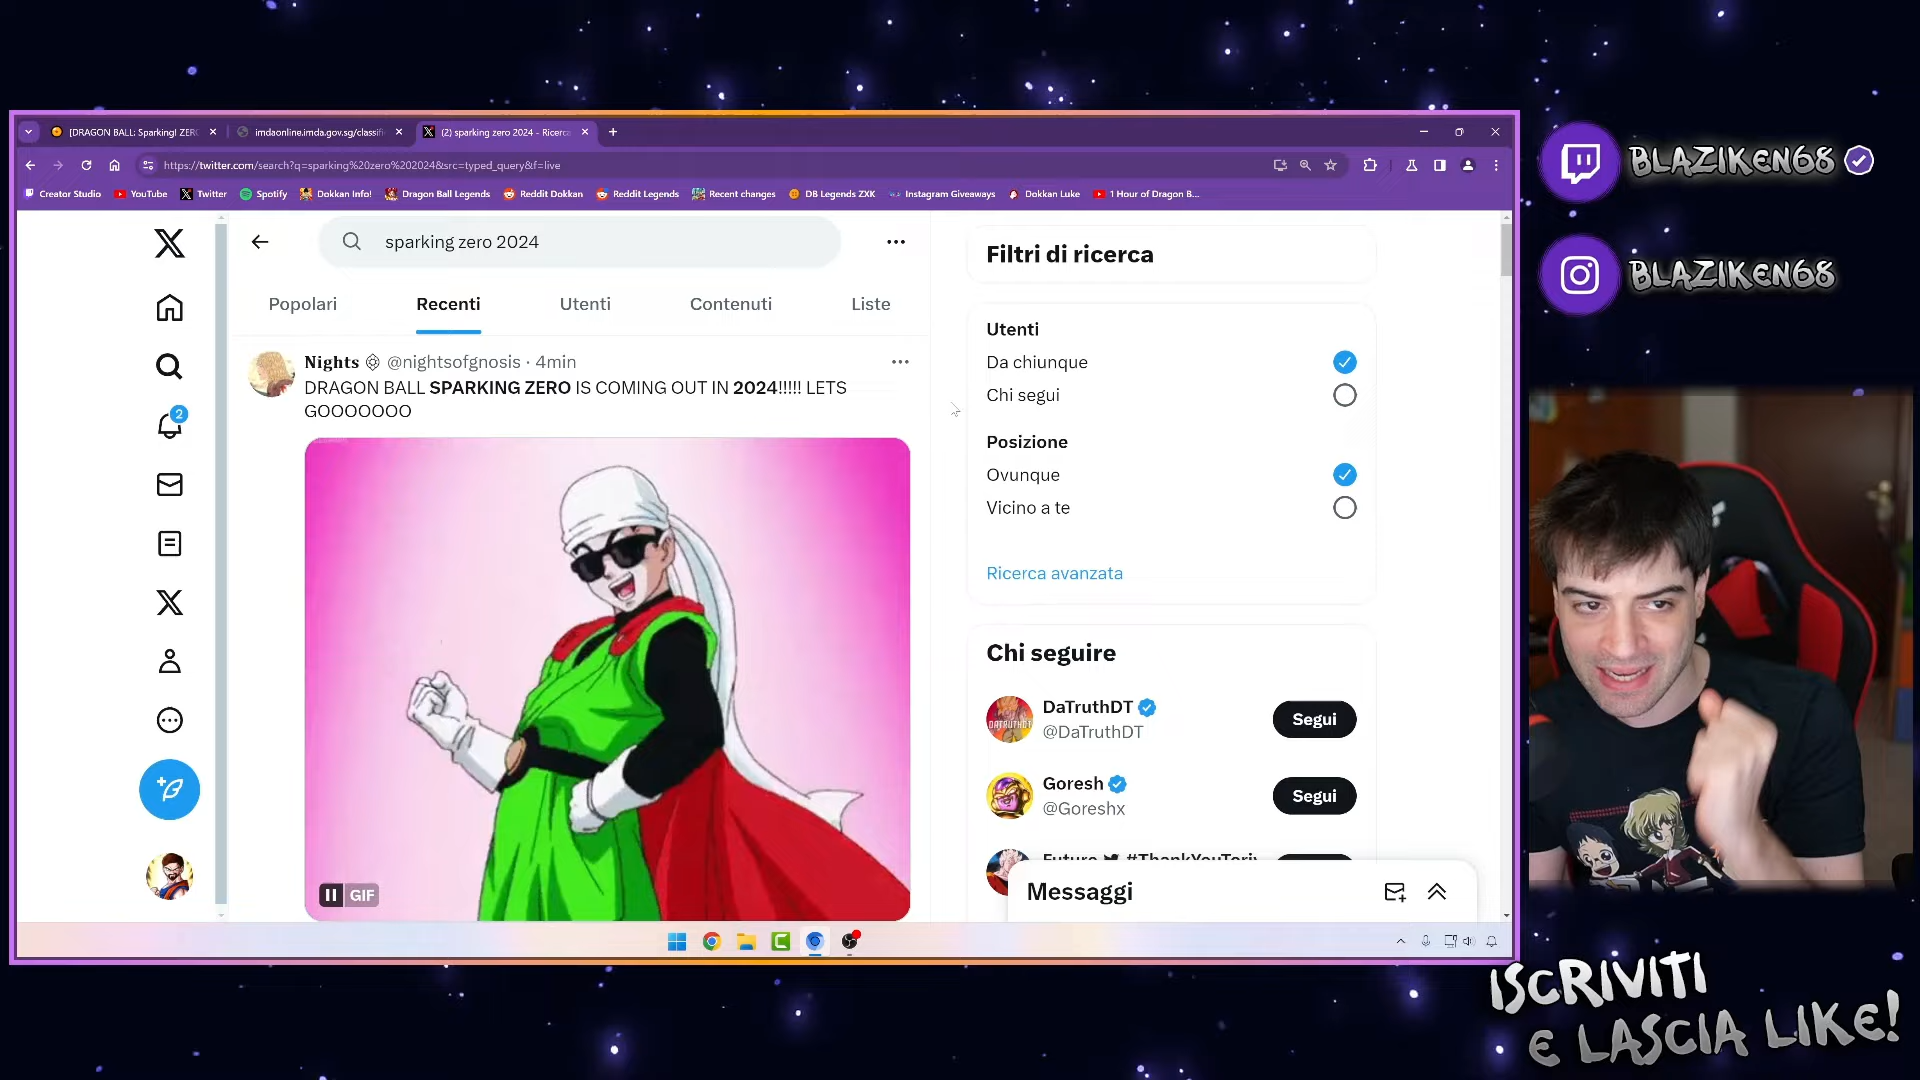 [DRAGON BALL: Sparking! ZERO
imdaonline.imda.gov.sg/classifi
(2) sparking zero 2024 - Ricerca
https://twitter.com/search?q=sparking%20zero%202024&src=typed_query&f=live
Creator Studio YouTube Twitter Spotify Dokkan Info! Dragon Ball Legends Reddit Dokkan Reddit Legends Recent changes DB Legends ZXK Instagram Giveaways Dokkan Luke 1 Hour of Dragon B...
sparking zero 2024
Popolari Recenti Utenti Contenuti Liste
2
Nights @nightsofgnosis · 4min
DRAGON BALL SPARKING ZERO IS COMING OUT IN 2024!!!!! LETS
GOOOOOOO
GIF
Filtri di ricerca
Utenti
Da chiunque
Chi segui
Posizione
Ovunque
Vicino a te
Ricerca avanzata
Chi seguire
DaTruthDT
@DaTruthDT
Segui
Goresh
@Goreshx
Segui
Future #ThankYouToriy
Messaggi
BLAZIKEN68
BLAZIKEN68
ISCRIVITI
E LASCIA LIKE!